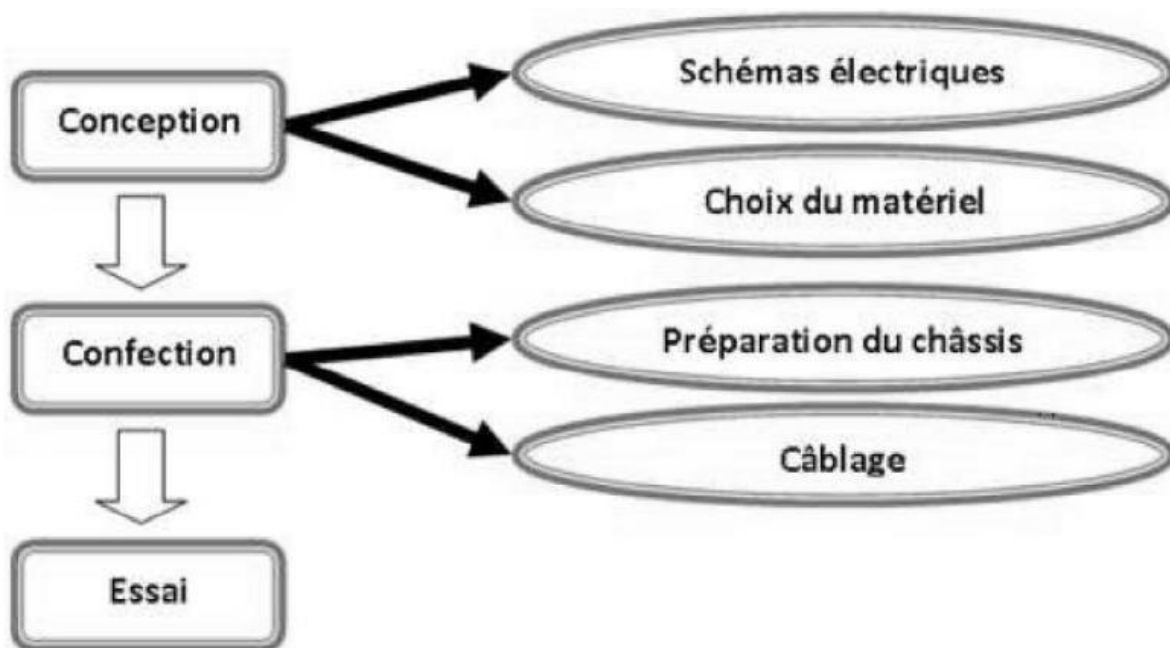 Conception
Schémas électriques
Choix du matériel
Confection
Préparation du châssis
Câblage
Essai